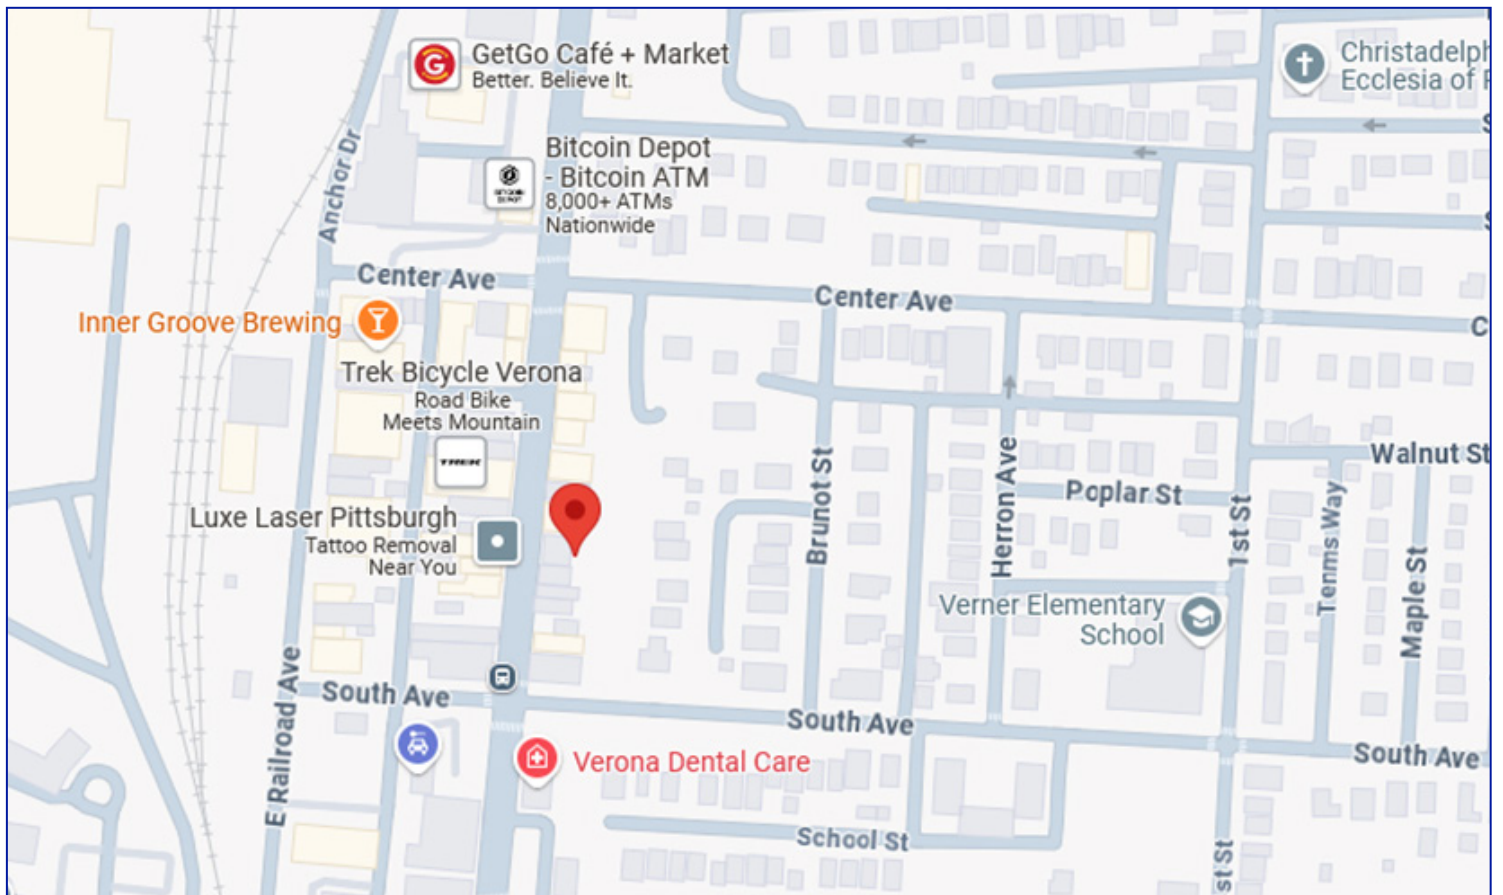 GetGo Café + Market
Better. Believe It.
Christadelph
Ecclesia of
Anchor Dr
Bitcoin Depot
- Bitcoin ATM
8,000+ ATMs
Nationwide
Center Ave
Center Ave
Inner Groove Brewing
Trek Bicycle Verona
Road Bike
Meets Mountain
TREK
Walnut St
Poplar St
Brunot St
Herron Ave
1st St
Tenms Way
Maple St
Luxe Laser Pittsburgh
Tattoo Removal
Near You
Verner Elementary
School
E Railroad Ave
South Ave
South Ave
South Ave
Verona Dental Care
School St
st St